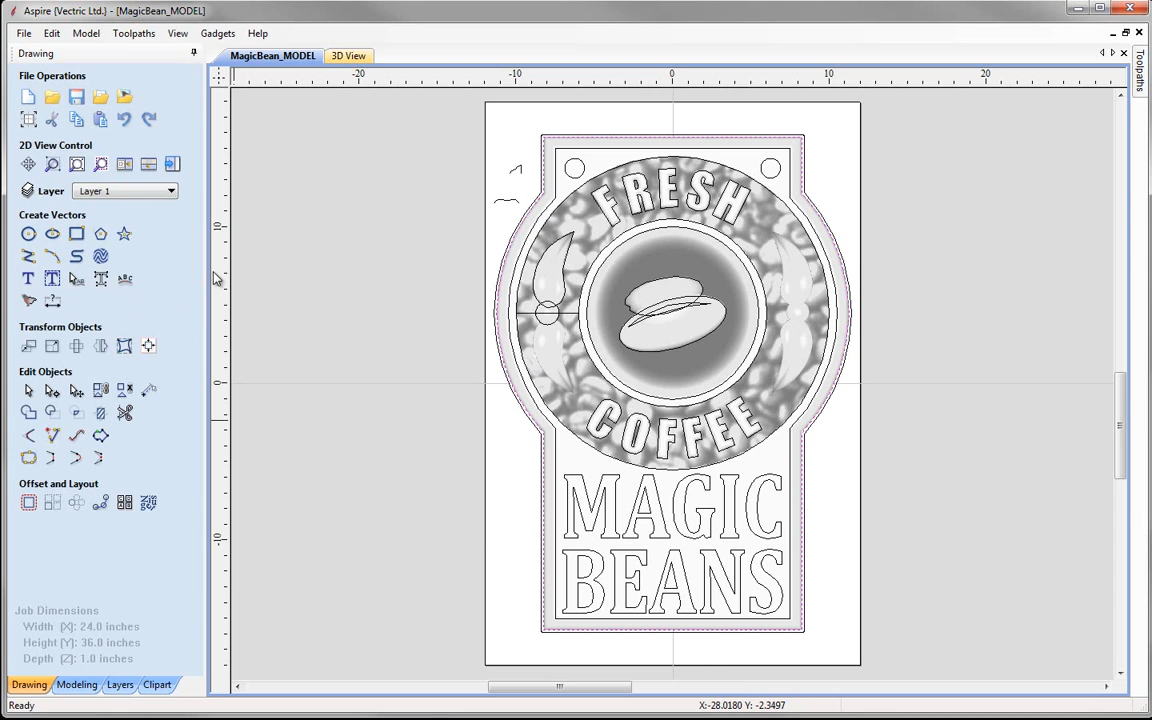 Aspire {Vectric Ltd.} - [MagicBean_MODEL]
File Edit Model Toolpaths View Gadgets Help
Drawing
MagicBean_MODEL 3D View
Toolpaths
File Operations
2D View Control
Layer Layer 1
Create Vectors
Transform Objects
Edit Objects
Offset and Layout
Job Dimensions
Width [X]: 24.0 inches
Height [Y]: 36.0 inches
Depth [Z]: 1.0 inches
Drawing Modeling Layers Clipart
-20 -10 0 10 20
10
0
-10
FRESH
COFFEE
MAGIC
BEANS
Ready
X:-28.0180 Y: -2.3497